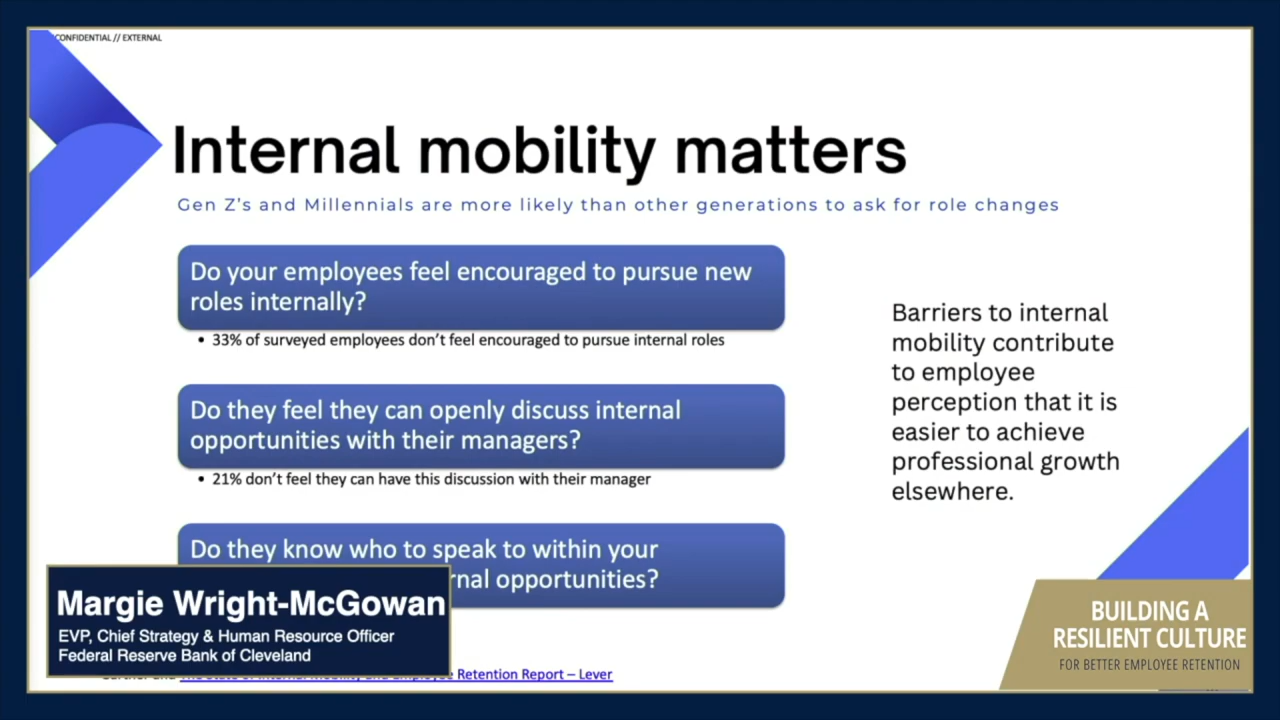 CONFIDENTIAL // EXTERNAL
Internal mobility matters
Gen Z's and Millennials are more likely than other generations to ask for role changes
Do your employees feel encouraged to pursue new
roles internally?
• 33% of surveyed employees don't feel encouraged to pursue internal roles
Do they feel they can openly discuss internal
opportunities with their managers?
• 21% don't feel they can have this discussion with their manager
Do they know who to speak to within your
opportunities?
Barriers to internal
mobility contribute
to employee
perception that it is
easier to achieve
professional growth
elsewhere.
Margie Wright-McGowan
EVP, Chief Strategy & Human Resource Officer
Federal Reserve Bank of Cleveland
Retention Report – Lever
BUILDING A
RESILIENT CULTURE
FOR BETTER EMPLOYEE RETENTION